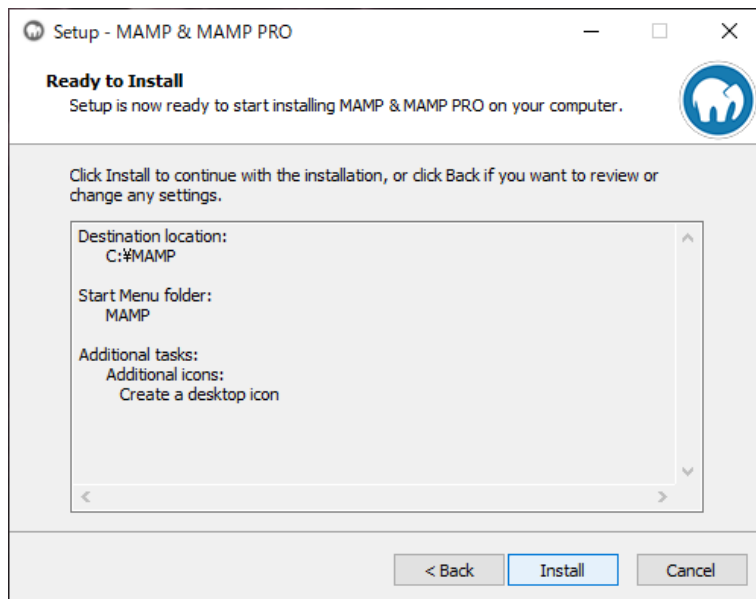 Setup - MAMP & MAMP PRO
Ready to Install
Setup is now ready to start installing MAMP & MAMP PRO on your computer.
Click Install to continue with the installation, or click Back if you want to review or
change any settings.
Destination location:
C:¥MAMP
Start Menu folder:
MAMP
Additional tasks:
Additional icons:
Create a desktop icon
< Back
Install
Cancel